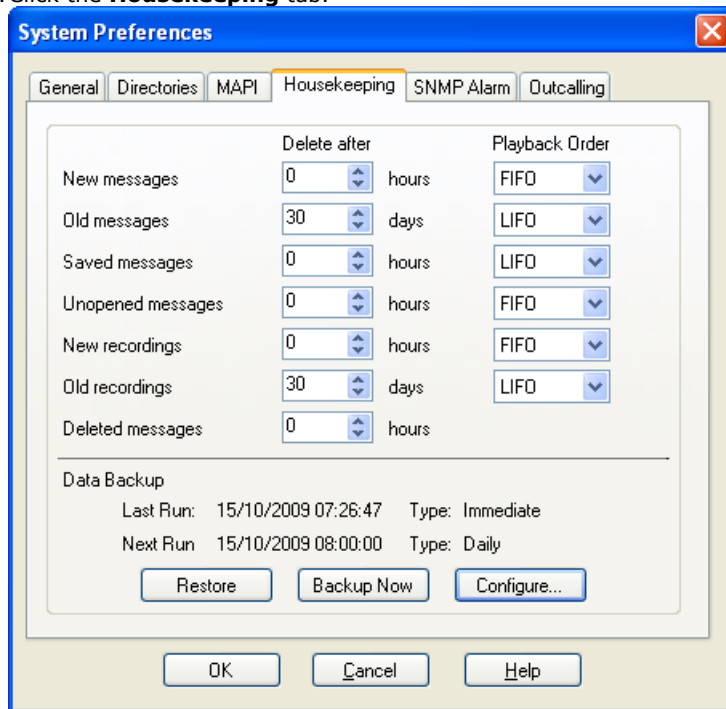 Click the Housekeeping tab.
System Preferences
General Directories MAPI Housekeeping SNMP Alarm Outcalling
Delete after Playback Order
New messages 0 hours FIFO
Old messages 30 days LIFO
Saved messages 0 hours LIFO
Unopened messages 0 hours FIFO
New recordings 0 hours FIFO
Old recordings 30 days LIFO
Deleted messages 0 hours
Data Backup
Last Run: 15/10/2009 07:26:47 Type: Immediate
Next Run 15/10/2009 08:00:00 Type: Daily
Restore Backup Now Configure...
OK Cancel Help